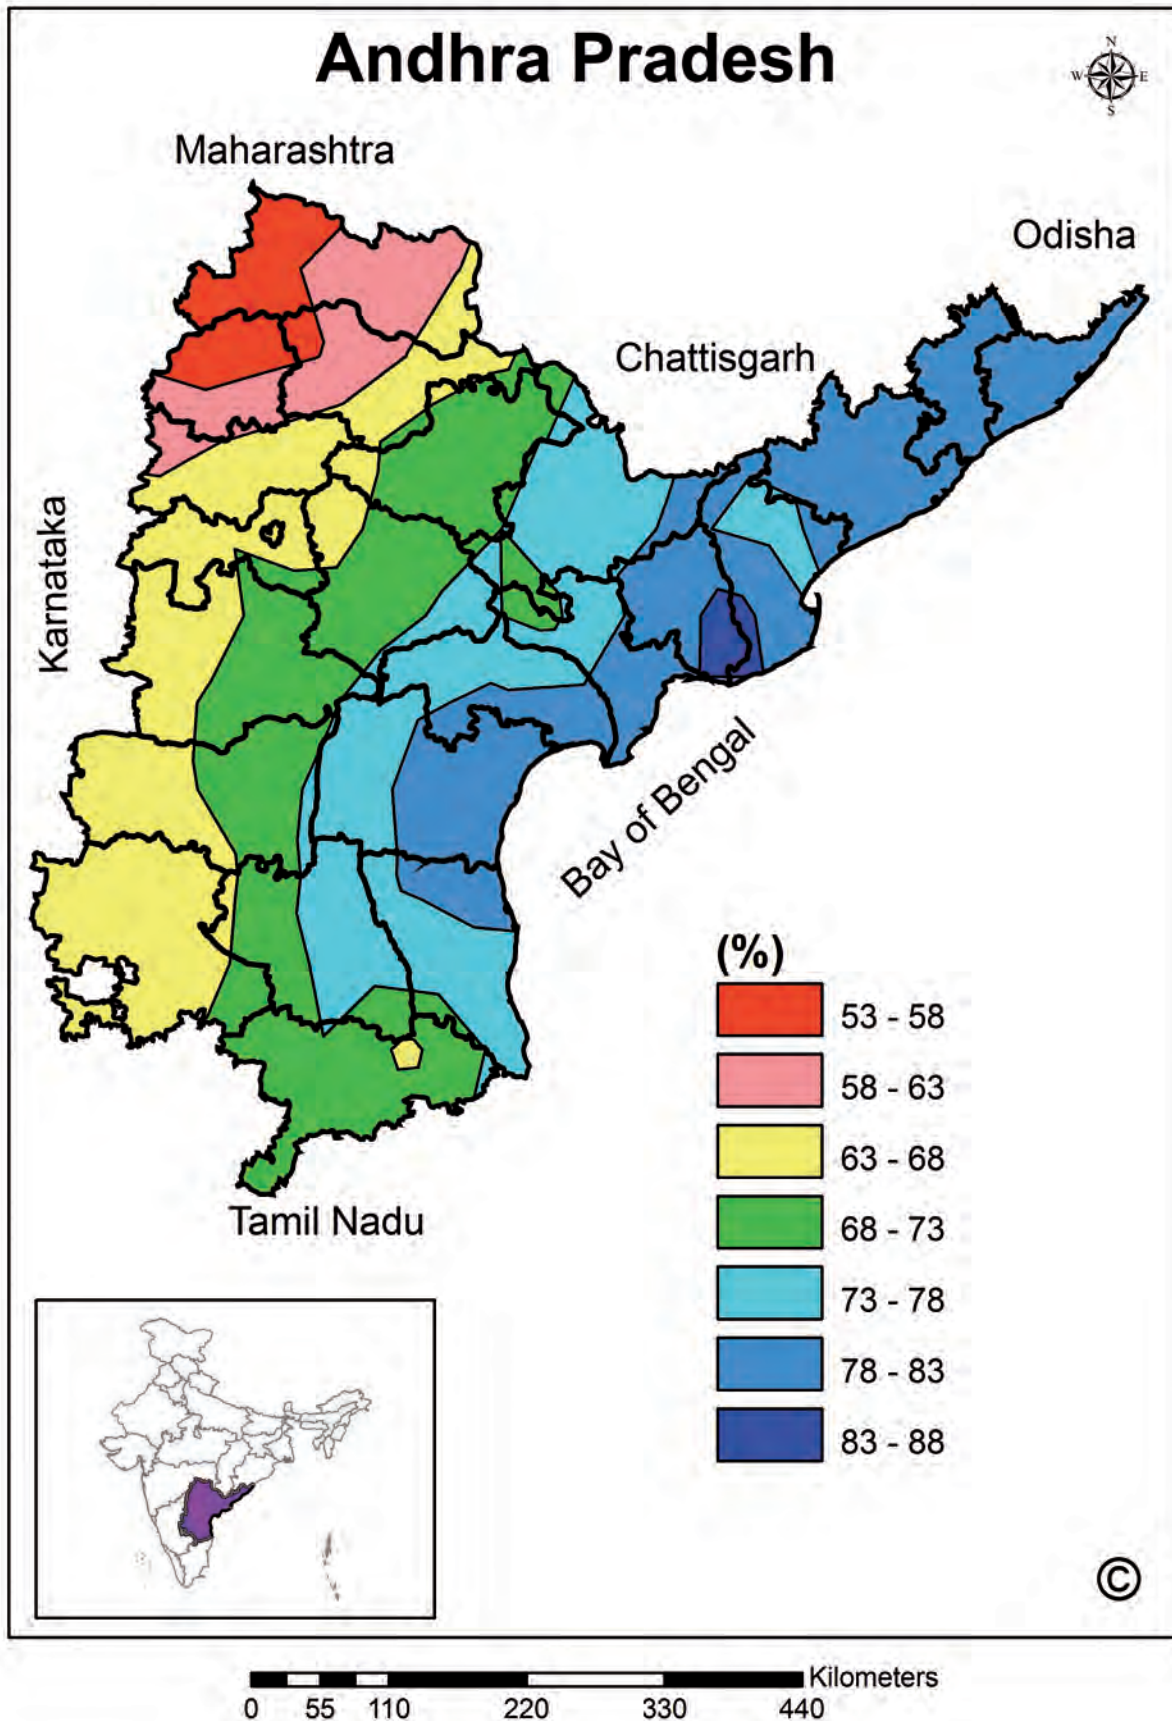 Andhra Pradesh
N
W E
S
Maharashtra
Odisha
Chattisgarh
Karnataka
Bay of Bengal
(%)
53 - 58
58 - 63
63 - 68
68 - 73
73 - 78
78 - 83
83 - 88
Tamil Nadu
©
Kilometers
0 55 110 220 330 440